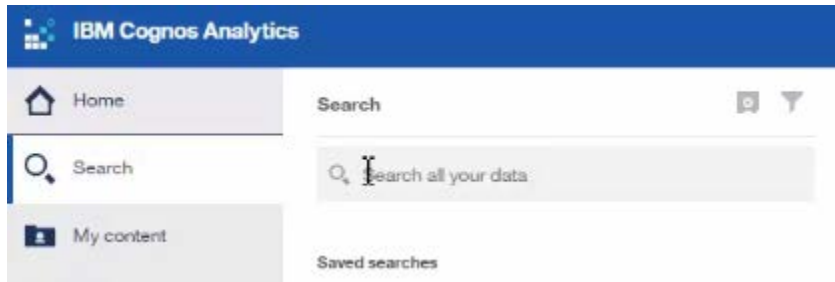 IBM Cognos Analytics
Home
Search
Search
Search all your data
My content
Saved searches